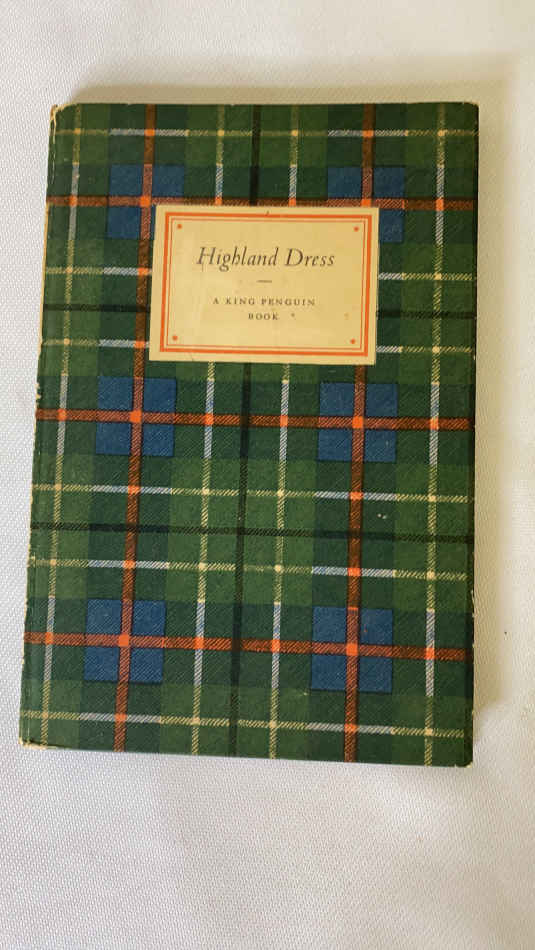 Highland Dress
A KING PENGUIN
BOOK